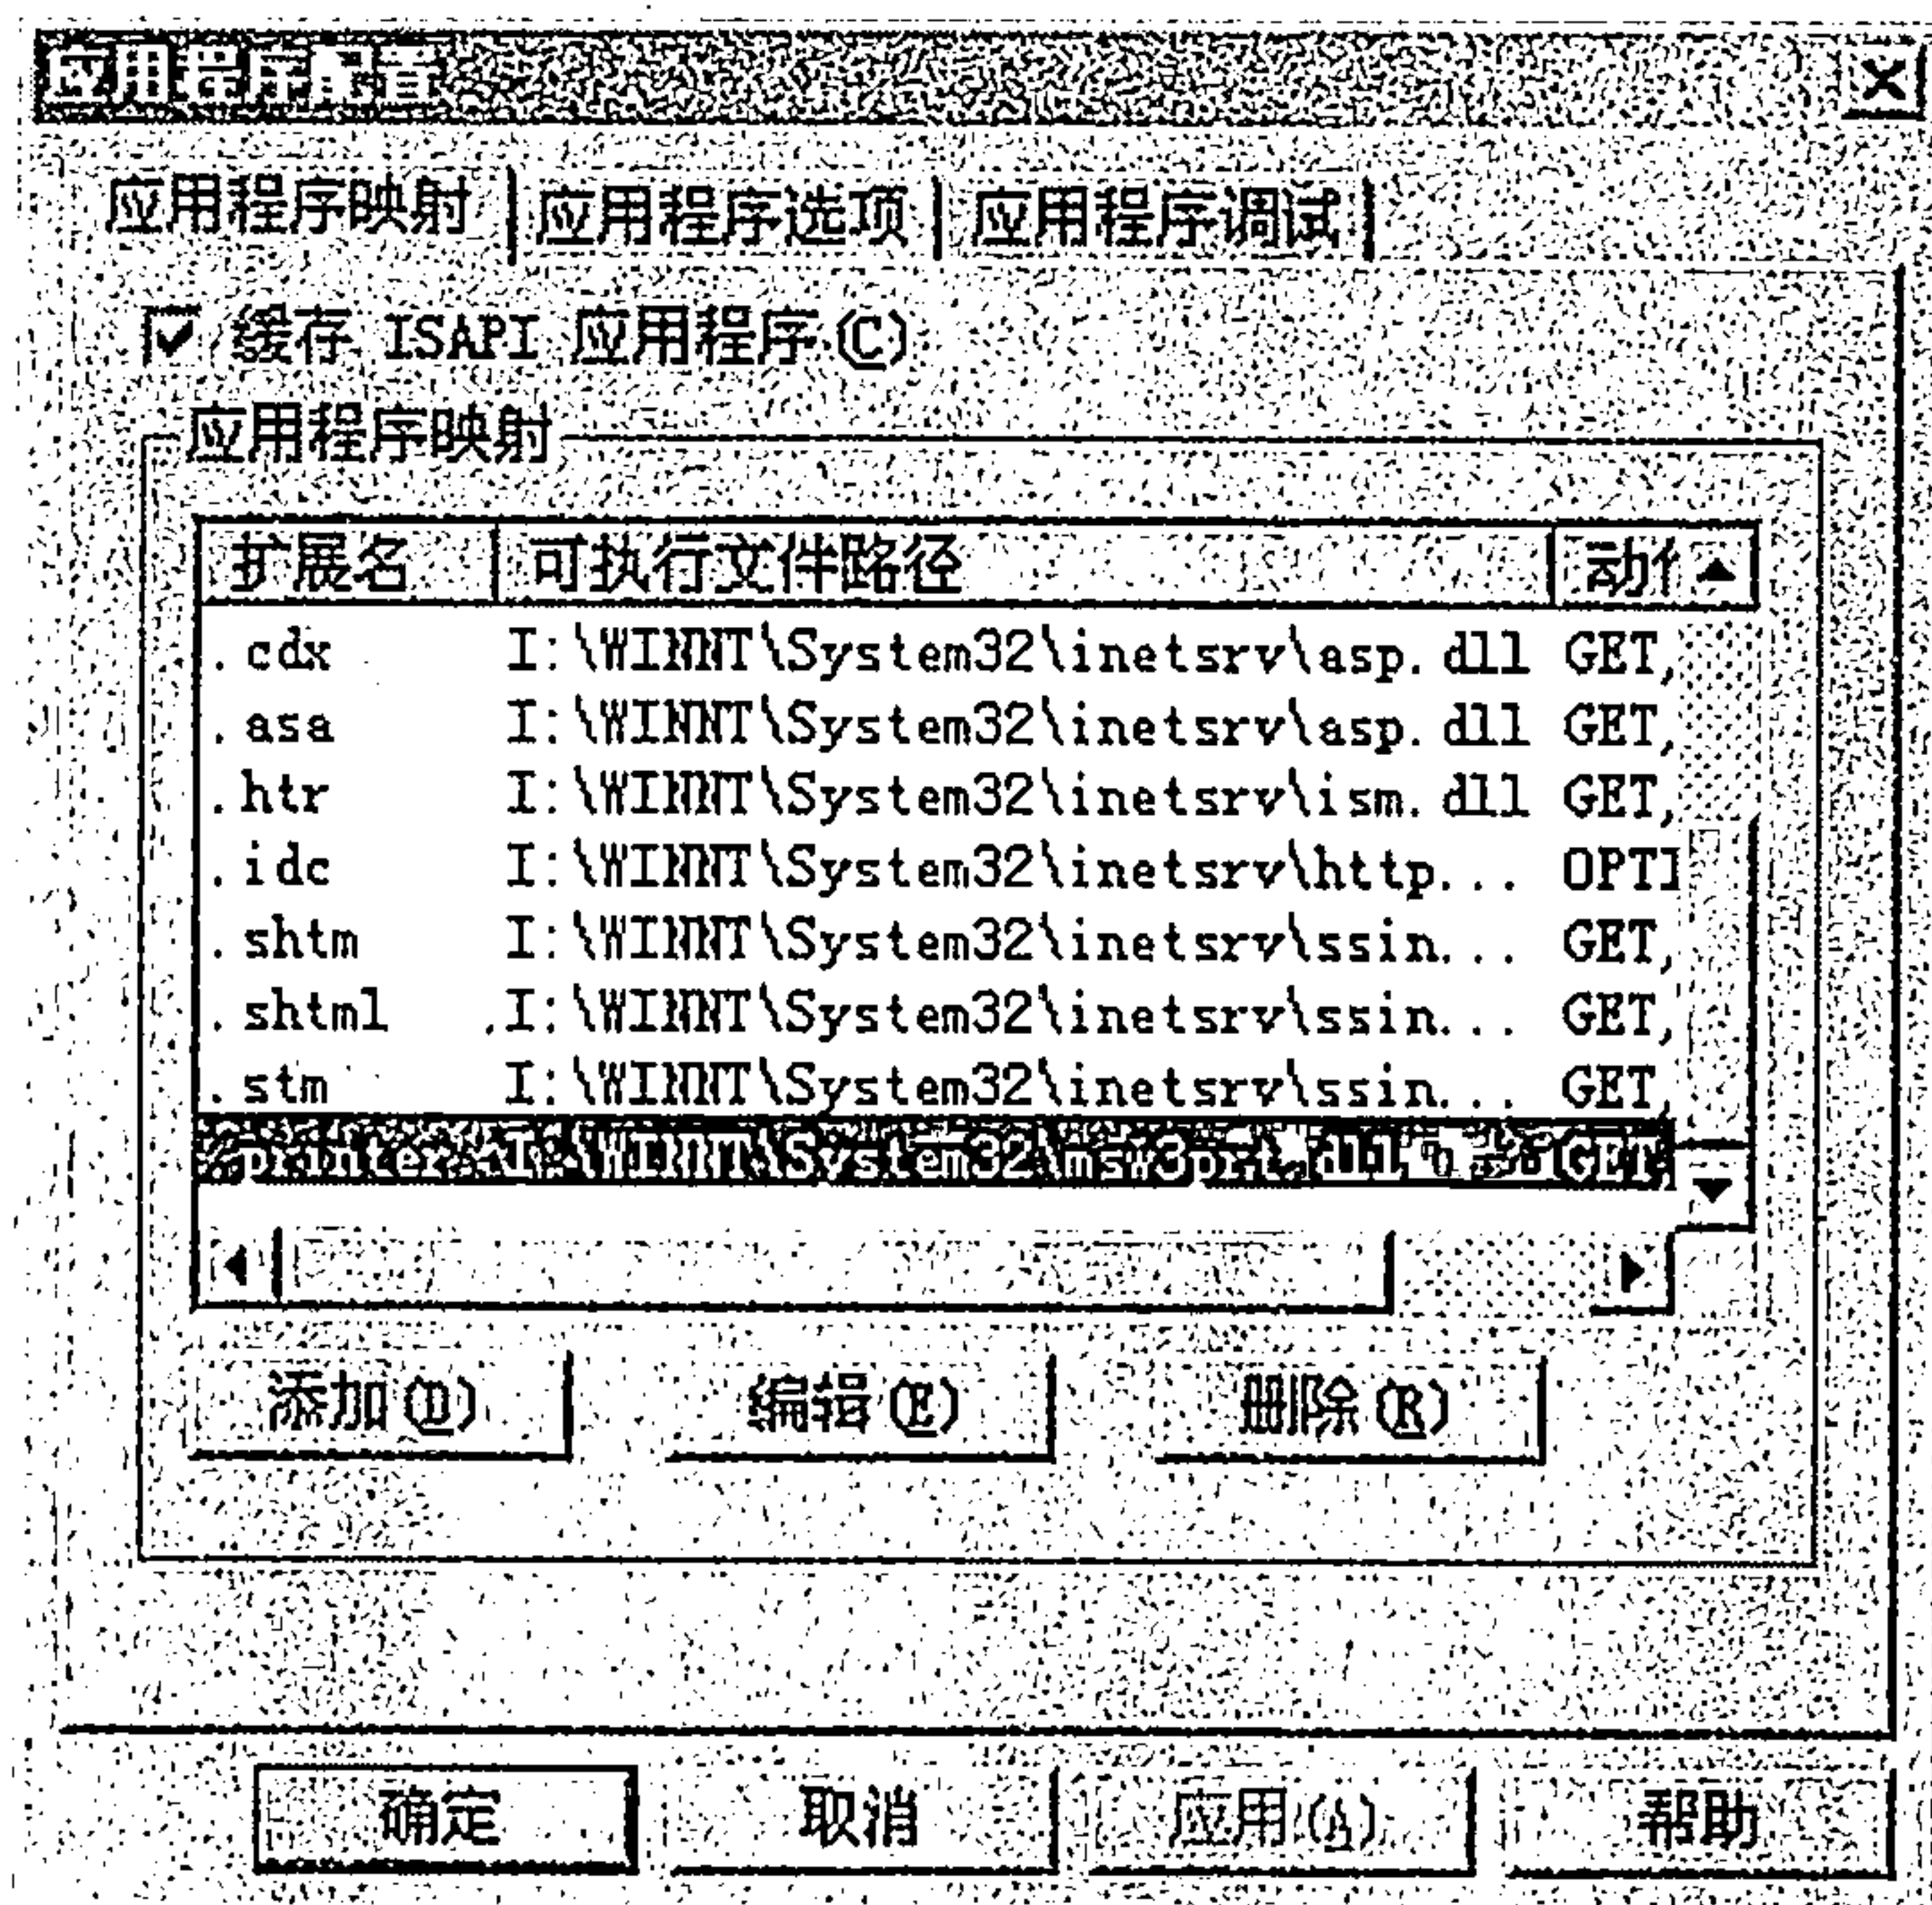 应用程序配置
应用程序映射 应用程序选项 应用程序调试
缓存 ISAPI 应用程序(C)
应用程序映射
扩展名 可执行文件路径 动作
.cdx I:\WINNT\System32\inetsrv\asp.dll GET,
.asa I:\WINNT\System32\inetsrv\asp.dll GET,
.htr I:\WINNT\System32\inetsrv\ism.dll GET,
.idc I:\WINNT\System32\inetsrv\http... OPTI
.shtm I:\WINNT\System32\inetsrv\ssin... GET,
.shtml I:\WINNT\System32\inetsrv\ssin... GET,
.stm I:\WINNT\System32\inetsrv\ssin... GET,
.printer I:\WINNT\System32\msw3prt.dll GET,
添加(D) 编辑(E) 删除(R)
确定 取消 应用(A) 帮助